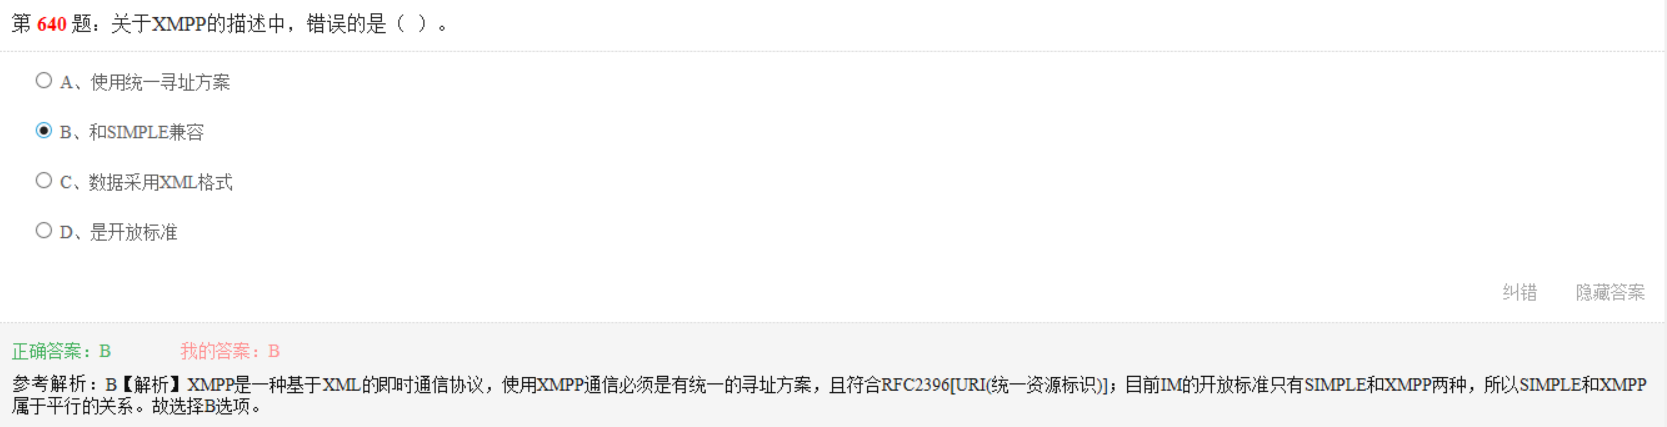 第 640 题：关于XMPP的描述中，错误的是（ ）。
A、使用统一寻址方案
B、和SIMPLE兼容
C、数据采用XML格式
D、是开放标准
纠错 隐藏答案
正确答案：B 我的答案：B
参考解析：B【解析】XMPP是一种基于XML的即时通信协议，使用XMPP通信必须是有统一的寻址方案，且符合RFC2396[URI(统一资源标识)]；目前IM的开放标准只有SIMPLE和XMPP两种，所以SIMPLE和XMPP
属于平行的关系。故选择B选项。